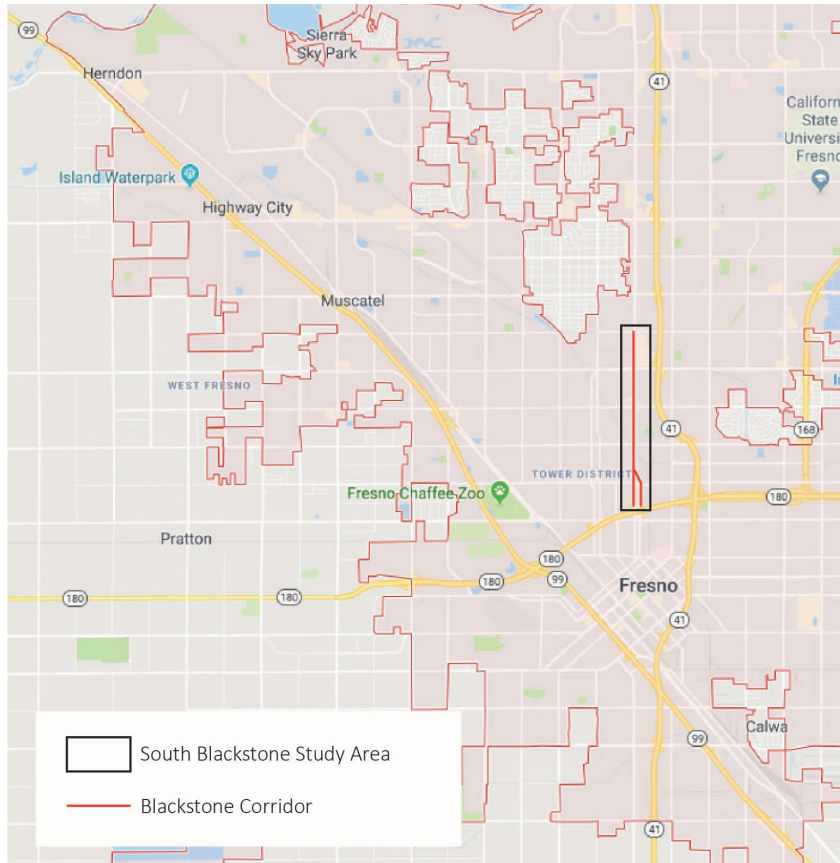 99
Sierra
Sky Park
Herndon
41
California
State
University
Fresno
Island Waterpark
Highway City
Muscatel
WEST FRESNO
41
168
TOWER DISTRICT
Fresno Chaffee Zoo
180
Pratton
180
180
180
99
Fresno
41
Calwa
99
41
South Blackstone Study Area
Blackstone Corridor